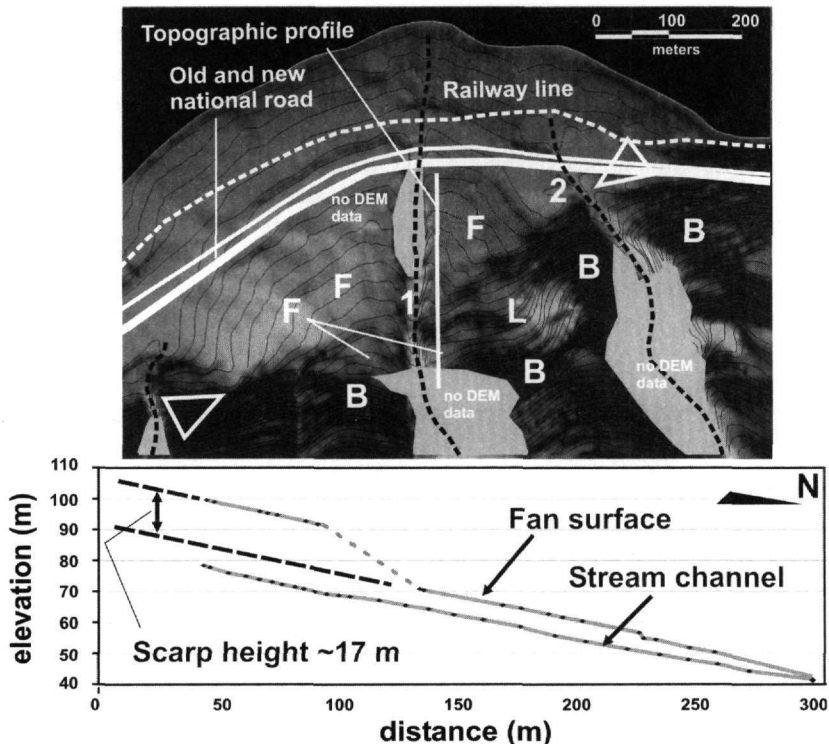 Topographic profile
0 100 200
meters
Old and new
national road
Railway line
no DEM
data
2
F
B
F
B
1
F
L
no DEM
data
B
B
no DEM
data
110
100
90
80
70
60
50
40
elevation (m)
N
Fan surface
Stream channel
Scarp height ~17 m
0 50 100 150 200 250 300
distance (m)